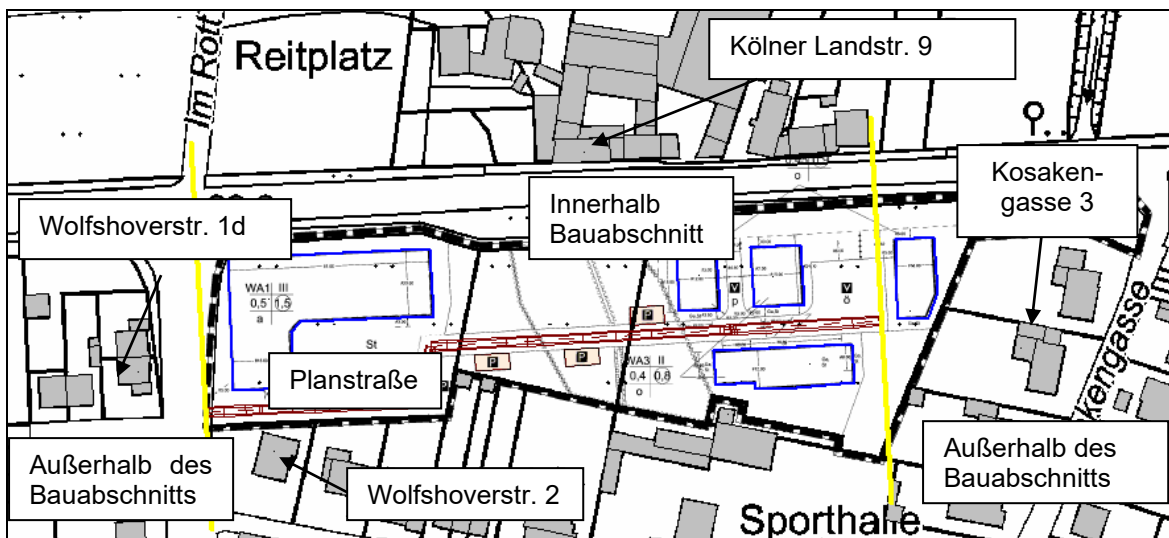 Im Rott
Reitplatz
Kölner Landstr. 9
Wolfshoverstr. 1d
Innerhalb
Bauabschnitt
Kosaken-
gasse 3
WA1 III
0,5 1,5
a
St
P
P
P
V
p
V
ö
WA3 II
0,4 0,8
o
Planstraße
kengasse
Außerhalb des
Bauabschnitts
Wolfshoverstr. 2
Außerhalb des
Bauabschnitts
Sporthalle